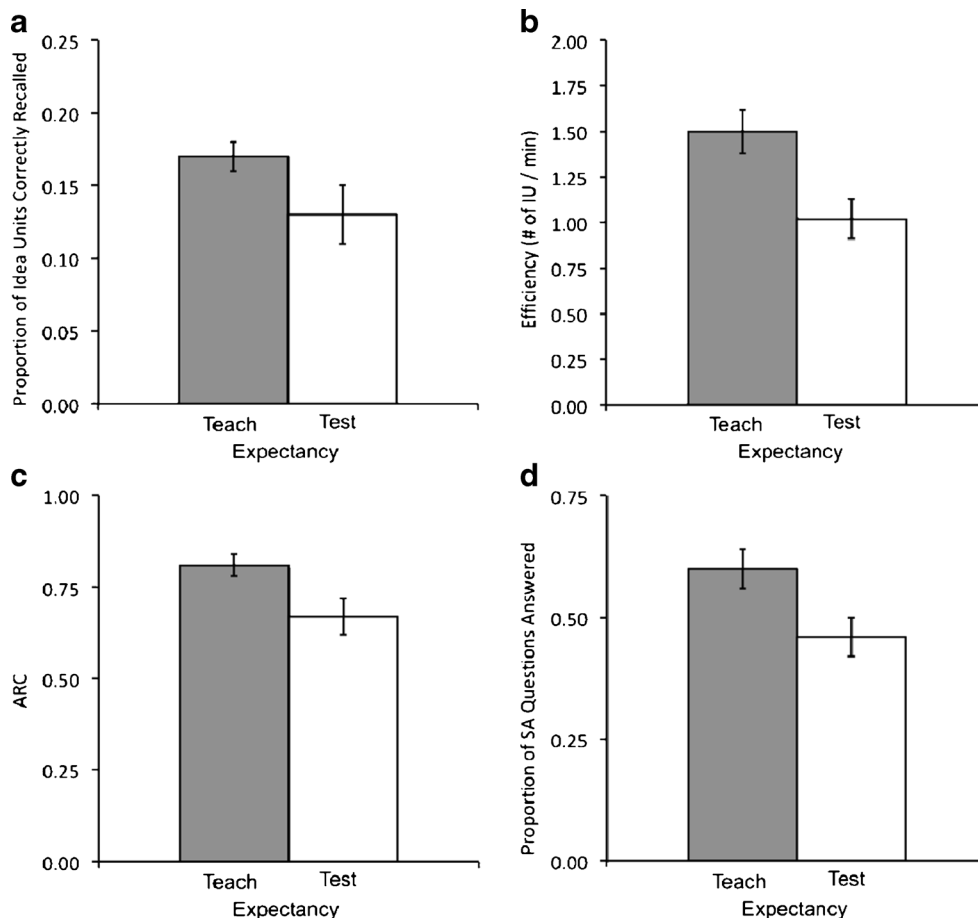 a
Proportion of Idea Units Correctly Recalled
0.25
0.20
0.15
0.10
0.05
0.00
Teach Test
Expectancy
b
Efficiency (# of IU / min)
2.00
1.75
1.50
1.25
1.00
0.75
0.50
0.25
0.00
Teach Test
Expectancy
c
ARC
1.00
0.75
0.50
0.25
0.00
Teach Test
Expectancy
d
Proportion of SA Questions Answered
0.75
0.50
0.25
0.00
Teach Test
Expectancy